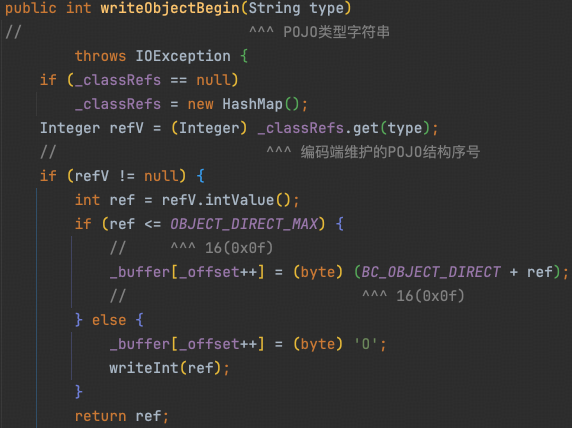 public int writeObjectBegin(String type)
//                          ^^^ POJO类型字符串
        throws IOException {
    if (_classRefs == null)
        _classRefs = new HashMap();
    Integer refV = (Integer) _classRefs.get(type);
    //                        ^^^ 编码端维护的POJO结构序号
    if (refV != null) {
        int ref = refV.intValue();
        if (ref <= OBJECT_DIRECT_MAX) {
            //     ^^^ 16(0x0f)
            _buffer[_offset++] = (byte) (BC_OBJECT_DIRECT + ref);
            //                           ^^^ 16(0x0f)
        } else {
            _buffer[_offset++] = (byte) 'O';
            writeInt(ref);
        }
        return ref;